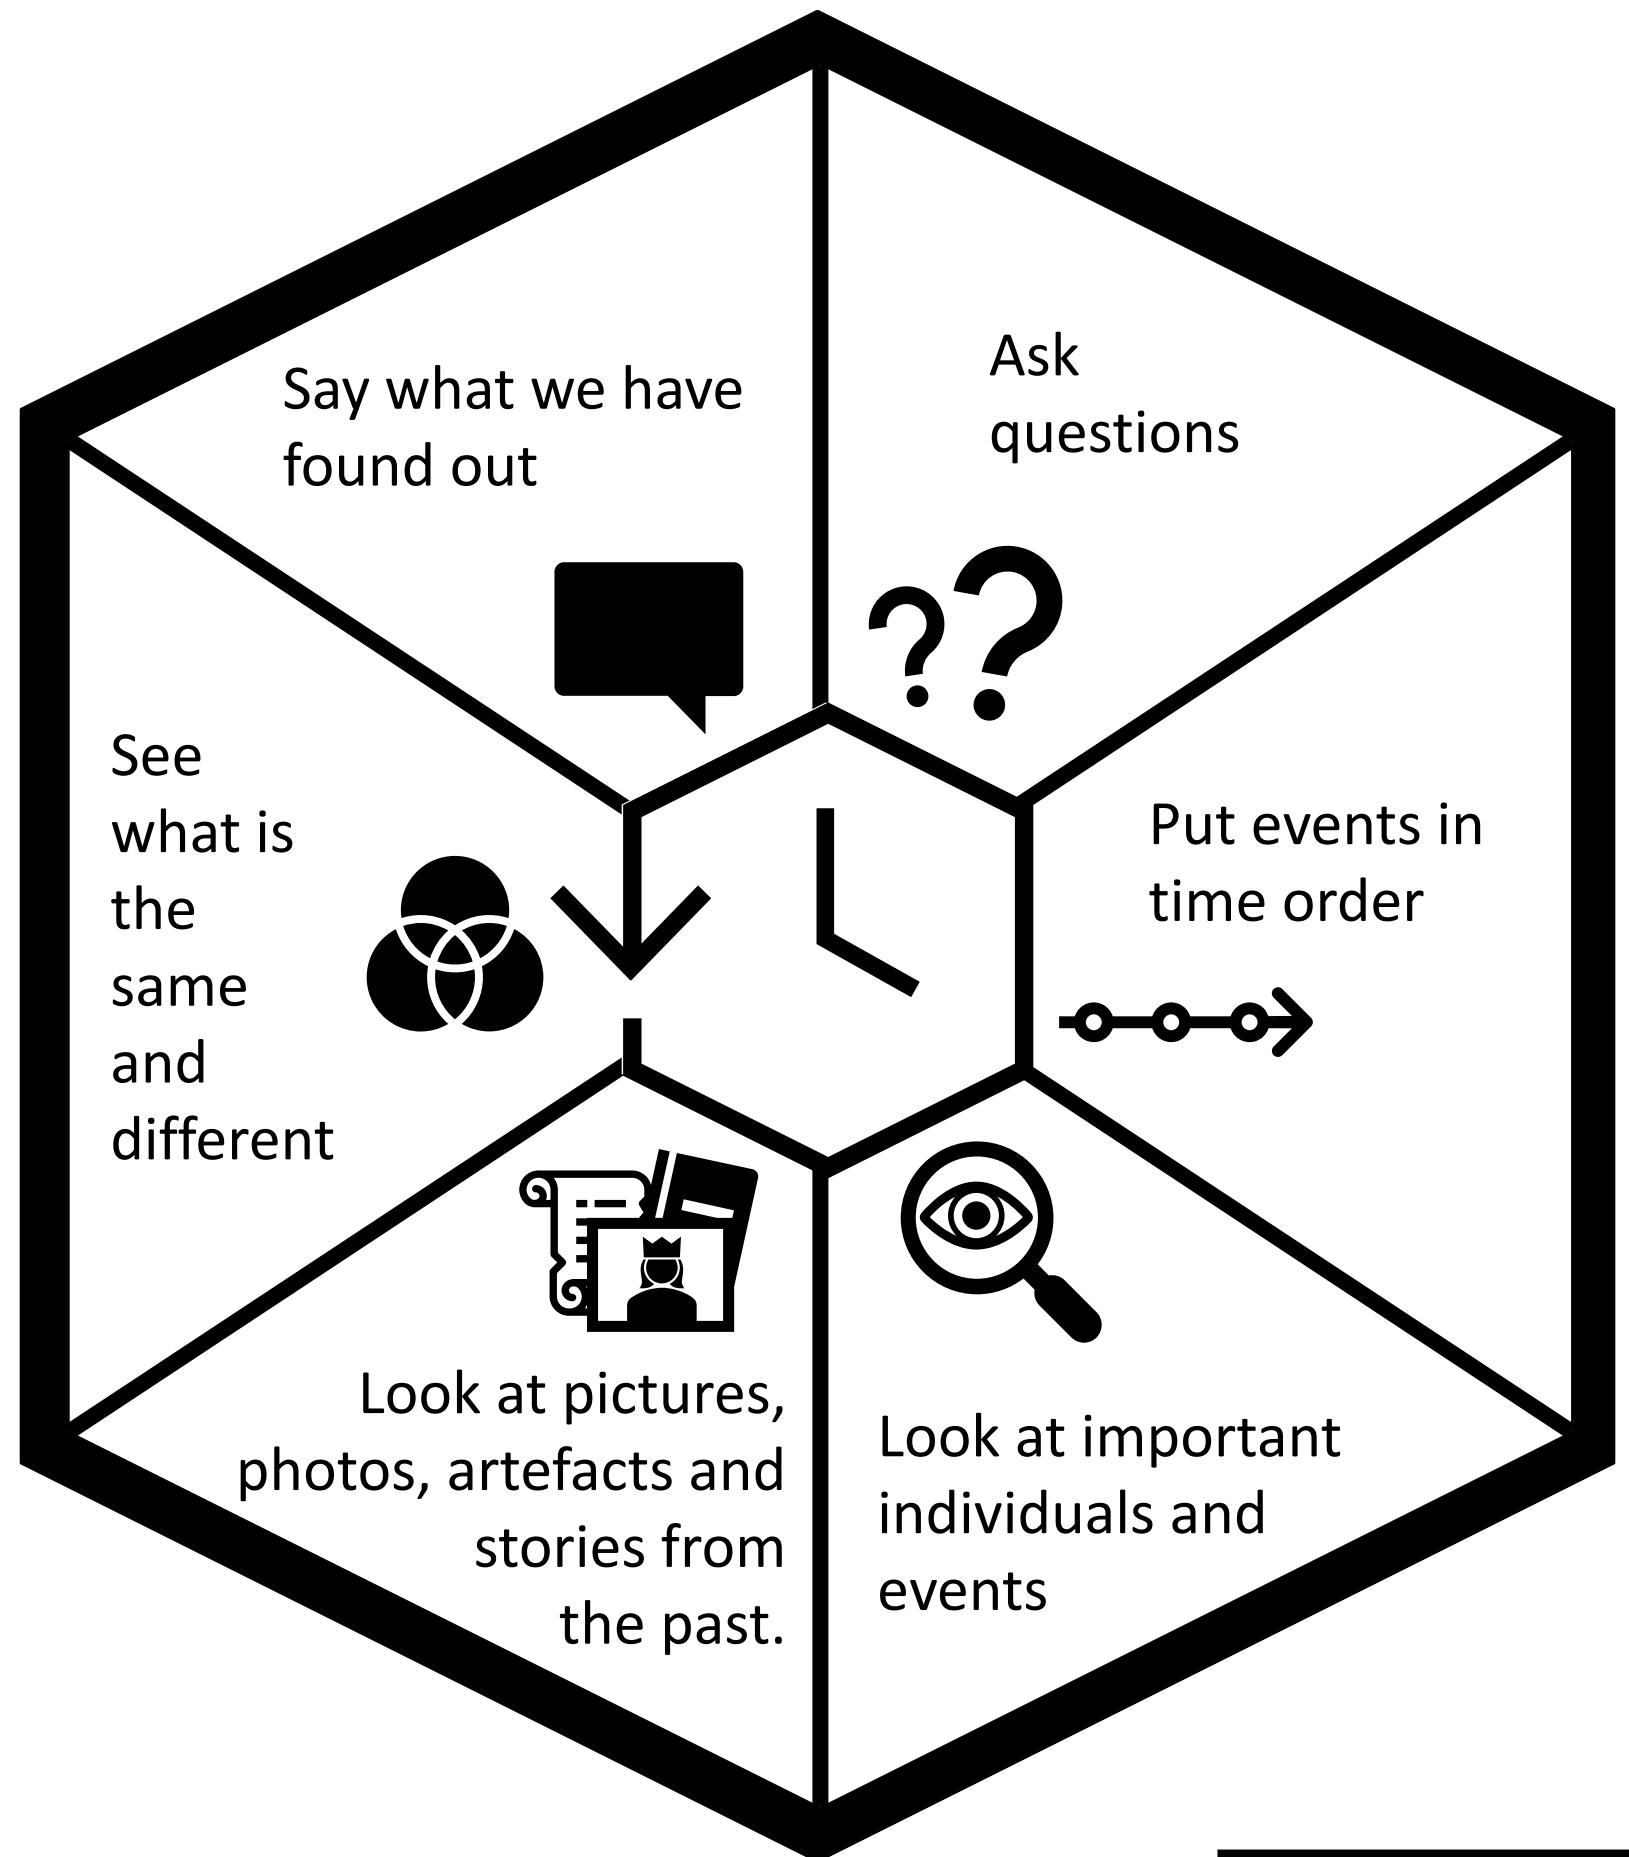 Say what we have
found out
Ask
questions
See
what is
the
same
and
different
Put events in
time order
Look at pictures,
photos, artefacts and
stories from
the past.
Look at important
individuals and
events